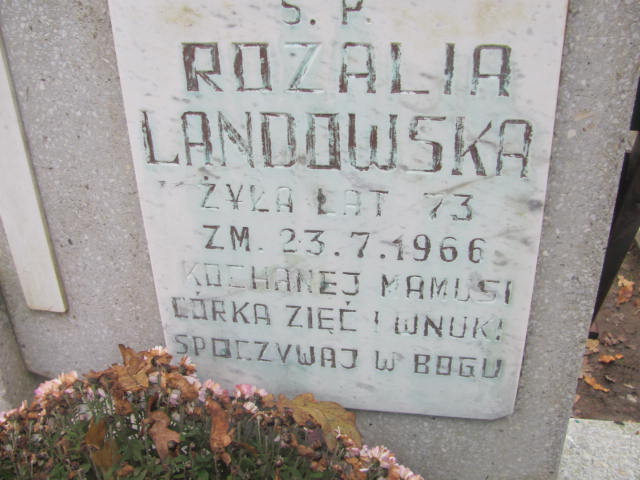 Ś. P.
ROZALIA
LANDOWSKA
ŻYŁA LAT 73
ZM. 23.7.1966
KOCHANEJ MAMUSI
CÓRKA ZIĘĆ I WNUKI
SPOCZYWAJ W BOGU